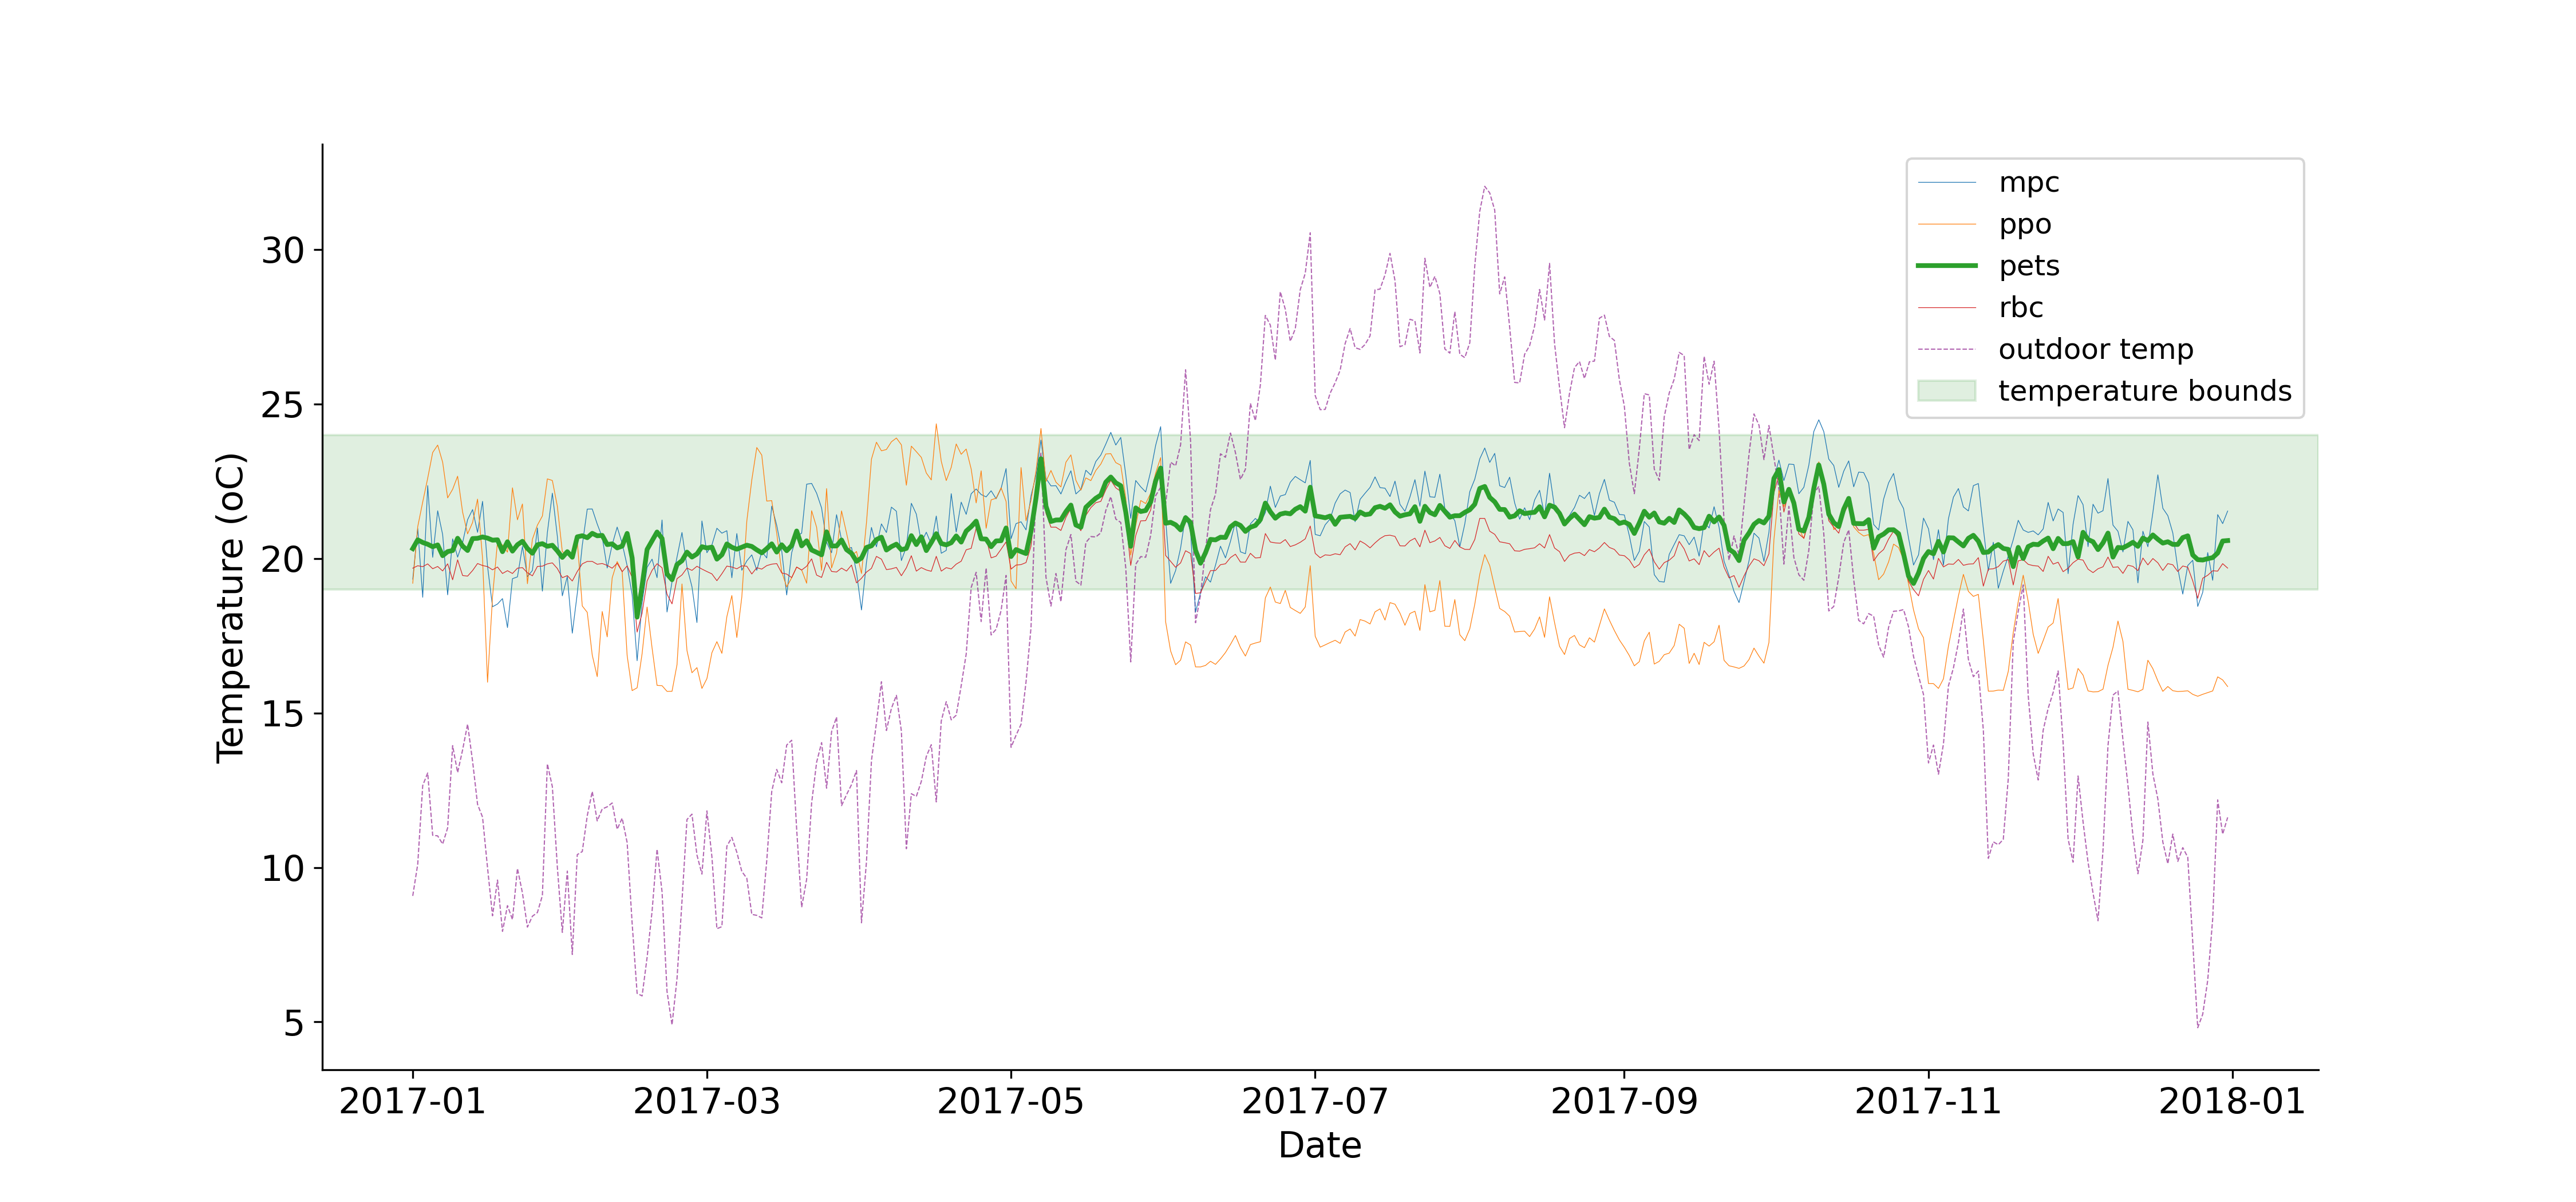 mpc
ppo
pets
rbc
outdoor temp
temperature bounds
Temperature (oC)
30
25
20
15
10
5
2017-01 2017-03 2017-05 2017-07 2017-09 2017-11 2018-01
Date